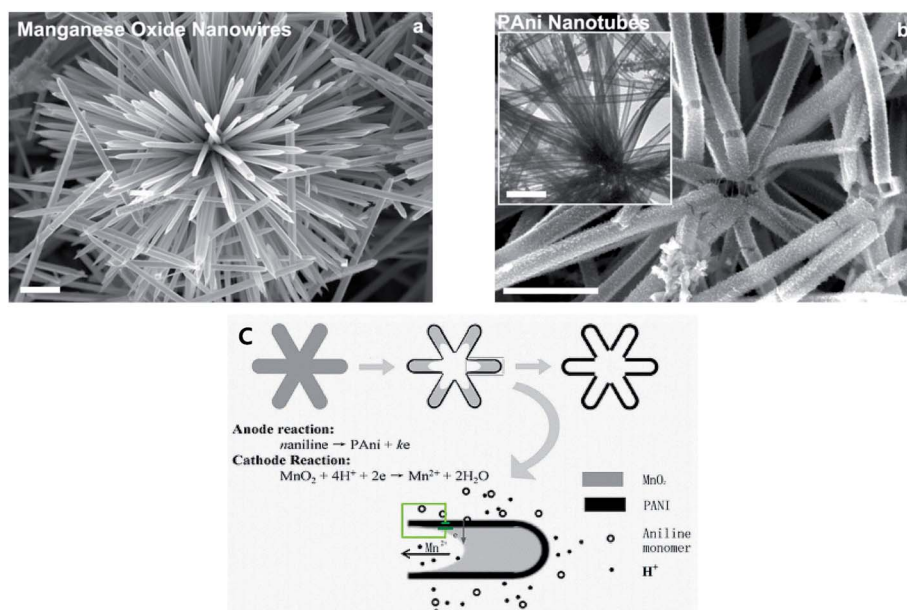 Manganese Oxide Nanowires
a
PAni Nanotubes
b
C
Anode reaction:
naniline → PAni + ke
Cathode Reaction:
MnO₂ + 4H⁺ + 2e → Mn²⁺ + 2H₂O
MnO₂
PANI
Aniline
monomer
H⁺
e
Mn²⁺